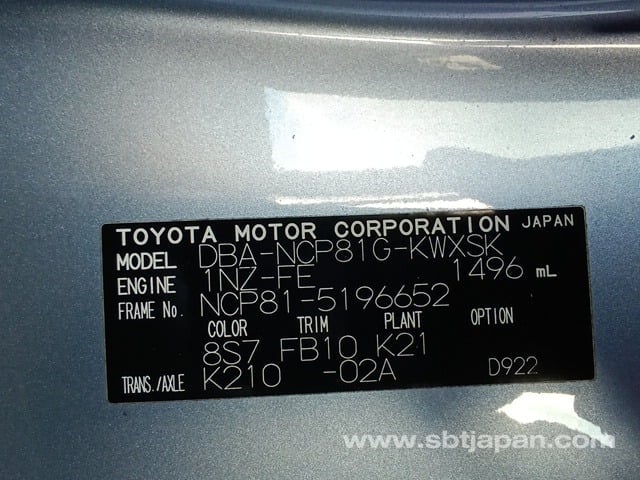 TOYOTA MOTOR CORPORATION JAPAN
MODEL DBA-NCP81G-KWXSK
ENGINE 1NZ-FE 1496 mL
FRAME No. NCP81-5196652
COLOR TRIM PLANT OPTION
8S7 FB10 K21
TRANS./AXLE K210 -02A D922
www.sbtjapan.com